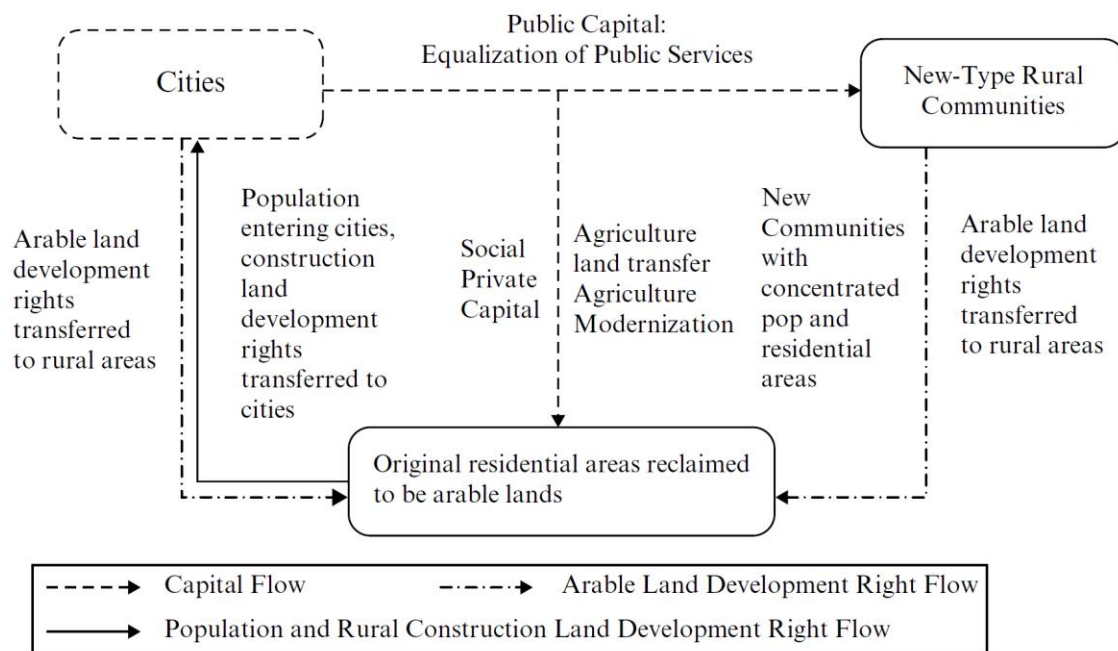 Public Capital:
Equalization of Public Services
Cities
New-Type Rural
Communities
Arable land
development
rights
transferred
to rural areas
Population
entering cities,
construction
land
development
rights
transferred to
cities
Social
Private
Capital
Agriculture
land transfer
Agriculture
Modernization
New
Communities
with
concentrated
pop and
residential
areas
Arable land
development
rights
transferred
to rural areas
Original residential areas reclaimed
to be arable lands
Capital Flow
Arable Land Development Right Flow
Population and Rural Construction Land Development Right Flow